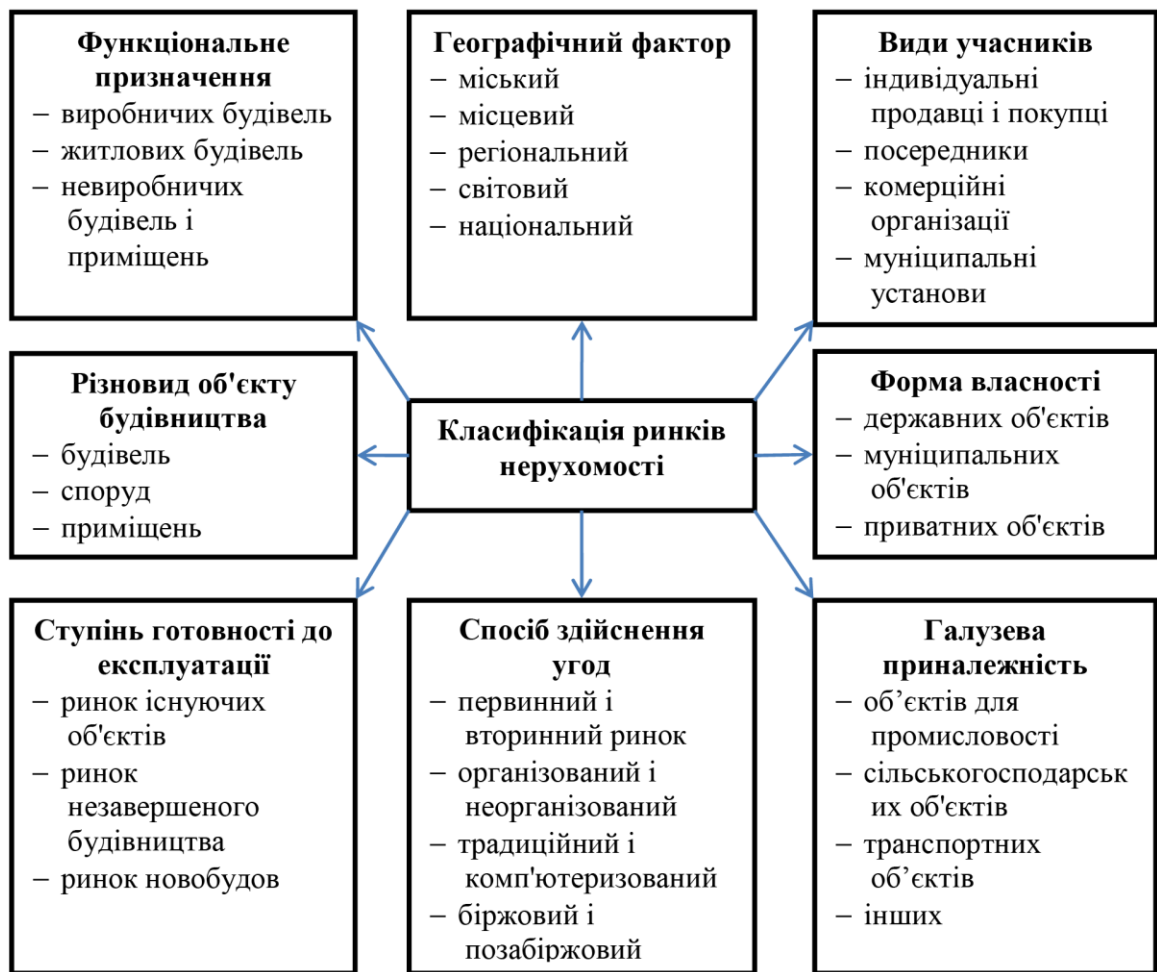 Функціональне
призначення
– виробничих будівель
– житлових будівель
– невиробничих
будівель і
приміщень
Географічний фактор
– міський
– місцевий
– регіональний
– світовий
– національний
Види учасників
– індивідуальні
продавці і покупці
– посередники
– комерційні
організації
– муніципальні
установи
Різновид об'єкту
будівництва
– будівель
– споруд
– приміщень
Класифікація ринків
нерухомості
Форма власності
– державних об'єктів
– муніципальних
об'єктів
– приватних об'єктів
Ступінь готовності до
експлуатації
– ринок існуючих
об'єктів
– ринок
незавершеного
будівництва
– ринок новобудов
Спосіб здійснення
угод
– первинний і
вторинний ринок
– організований і
неорганізований
– традиційний і
комп'ютеризований
– біржовий і
позабіржовий
Галузева
приналежність
– об’єктів для
промисловості
– сільськогосподарськ
их об'єктів
– транспортних
об’єктів
– інших